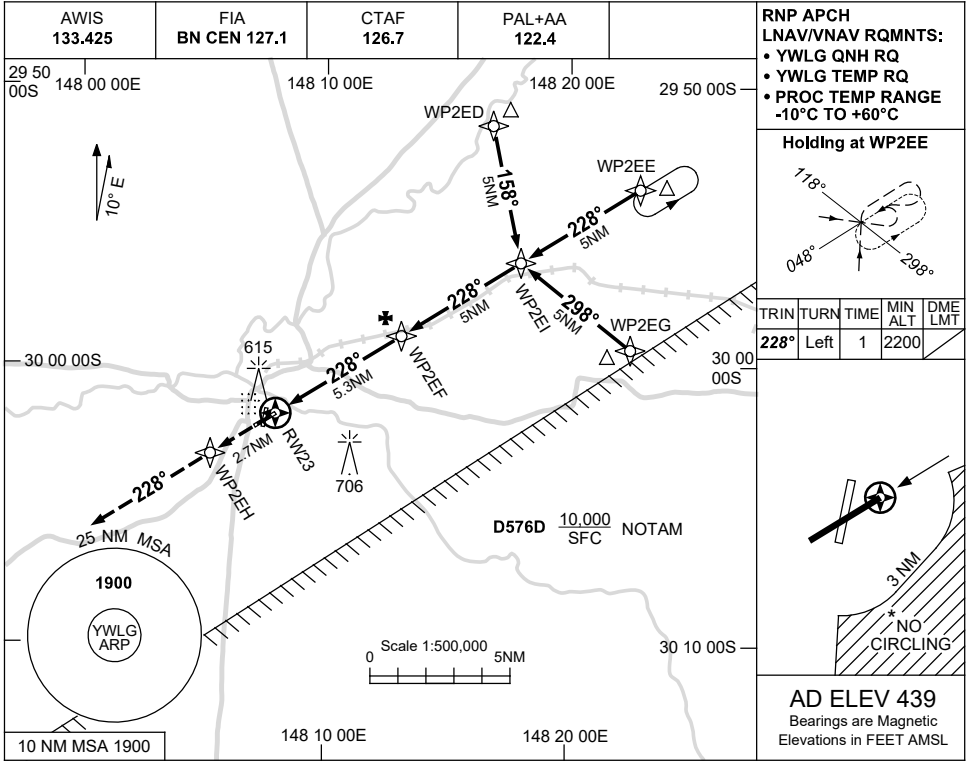 AWIS
133.425
FIA
BN CEN 127.1
CTAF
126.7
PAL+AA
122.4
RNP APCH
LNAV/VNAV RQMNTS:
• YWLG QNH RQ
• YWLG TEMP RQ
• PROC TEMP RANGE
-10°C TO +60°C
29 50
00S
148 00 00E
148 10 00E
148 20 00E
29 50 00S
WP2ED
WP2EE
10° E
158°
5NM
228°
5NM
228°
5NM
WP2EI
298°
5NM
WP2EG
30 00 00S
615
228°
5.3NM
WP2EF
30 00
00S
2.7NM
RW23
706
WP2EH
228°
25 NM MSA
1900
YWLG
ARP
D576D 10,000
SFC NOTAM
Scale 1:500,000
0 5NM
30 10 00S
10 NM MSA 1900
148 10 00E
148 20 00E
Holding at WP2EE
118°
048°
298°
TRIN TURN TIME MIN
ALT DME
LMT
228° Left 1 2200
3 NM
*NO
CIRCLING
AD ELEV 439
Bearings are Magnetic
Elevations in FEET AMSL